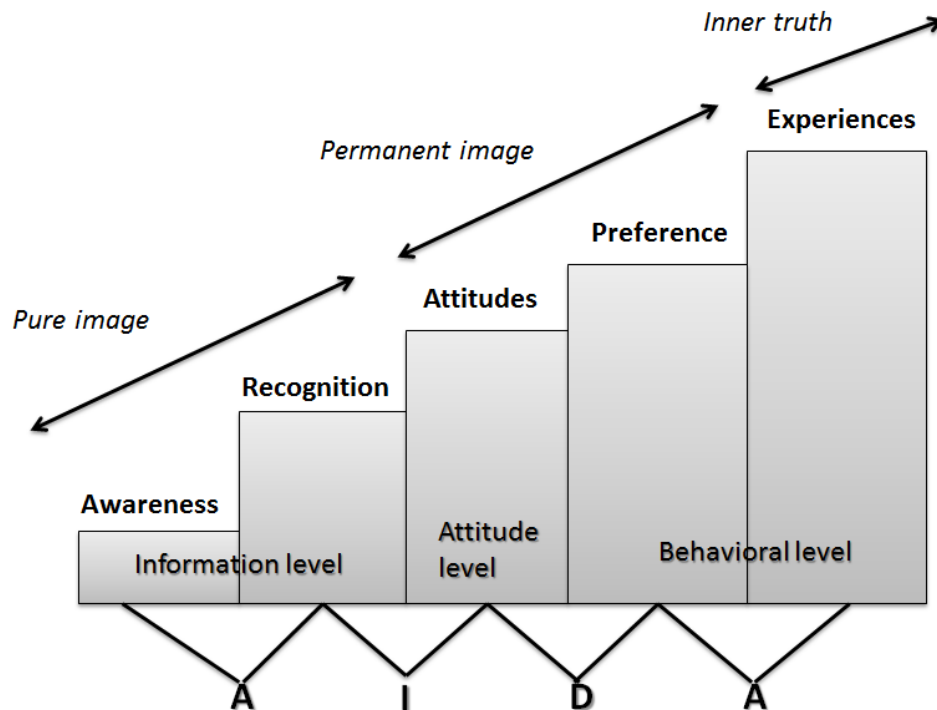 Inner truth
Experiences
Permanent image
Preference
Attitudes
Pure image
Recognition
Awareness
Attitude
level
Information level
Behavioral level
A I D A